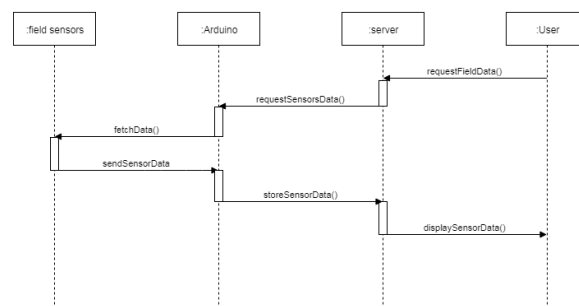 :field sensors
:Arduino
:server
:User
requestFieldData()
requestSensorsData()
fetchData()
sendSensorData
storeSensorData()
displaySensorData()